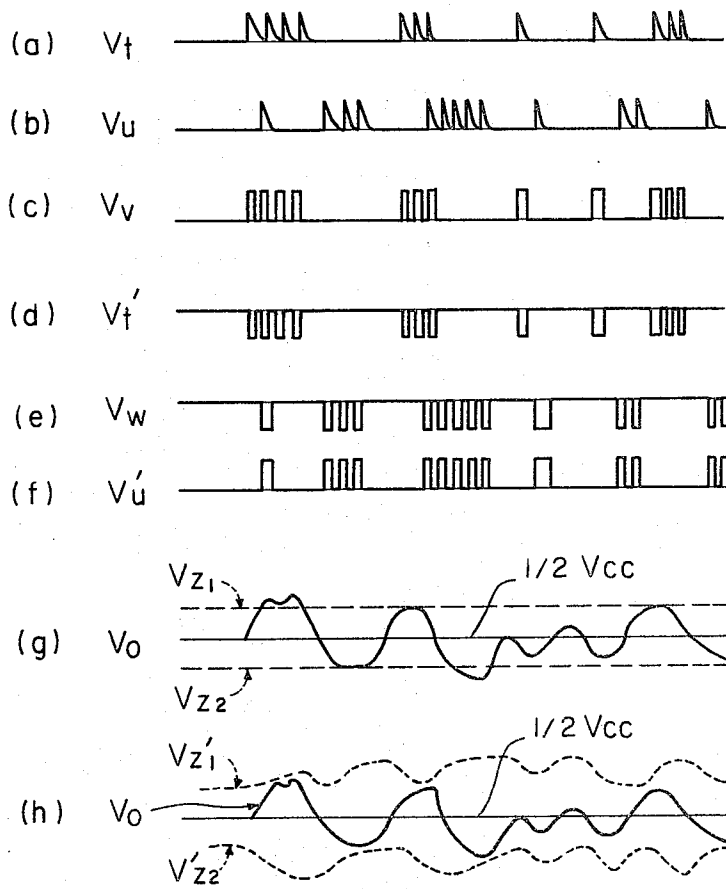 (a) Vt
(b) Vu
(c) Vv
(d) Vt'
(e) Vw
(f) Vu'
Vz1
1/2 Vcc
(g) Vo
Vz2
Vz'1
1/2 Vcc
(h) Vo
V'z2